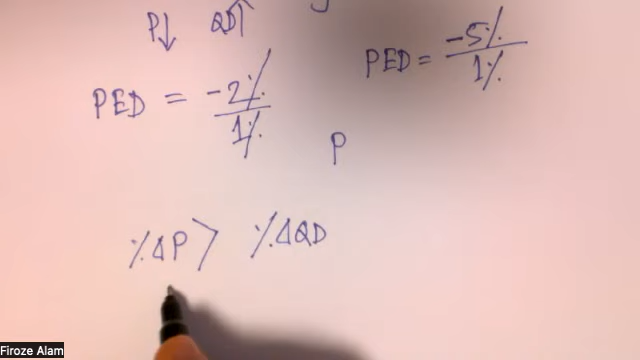 P↓ QD↑
PED = -2% / 1%
PED = -5% / 1%
P
%ΔP > %ΔQD
Firoze Alam